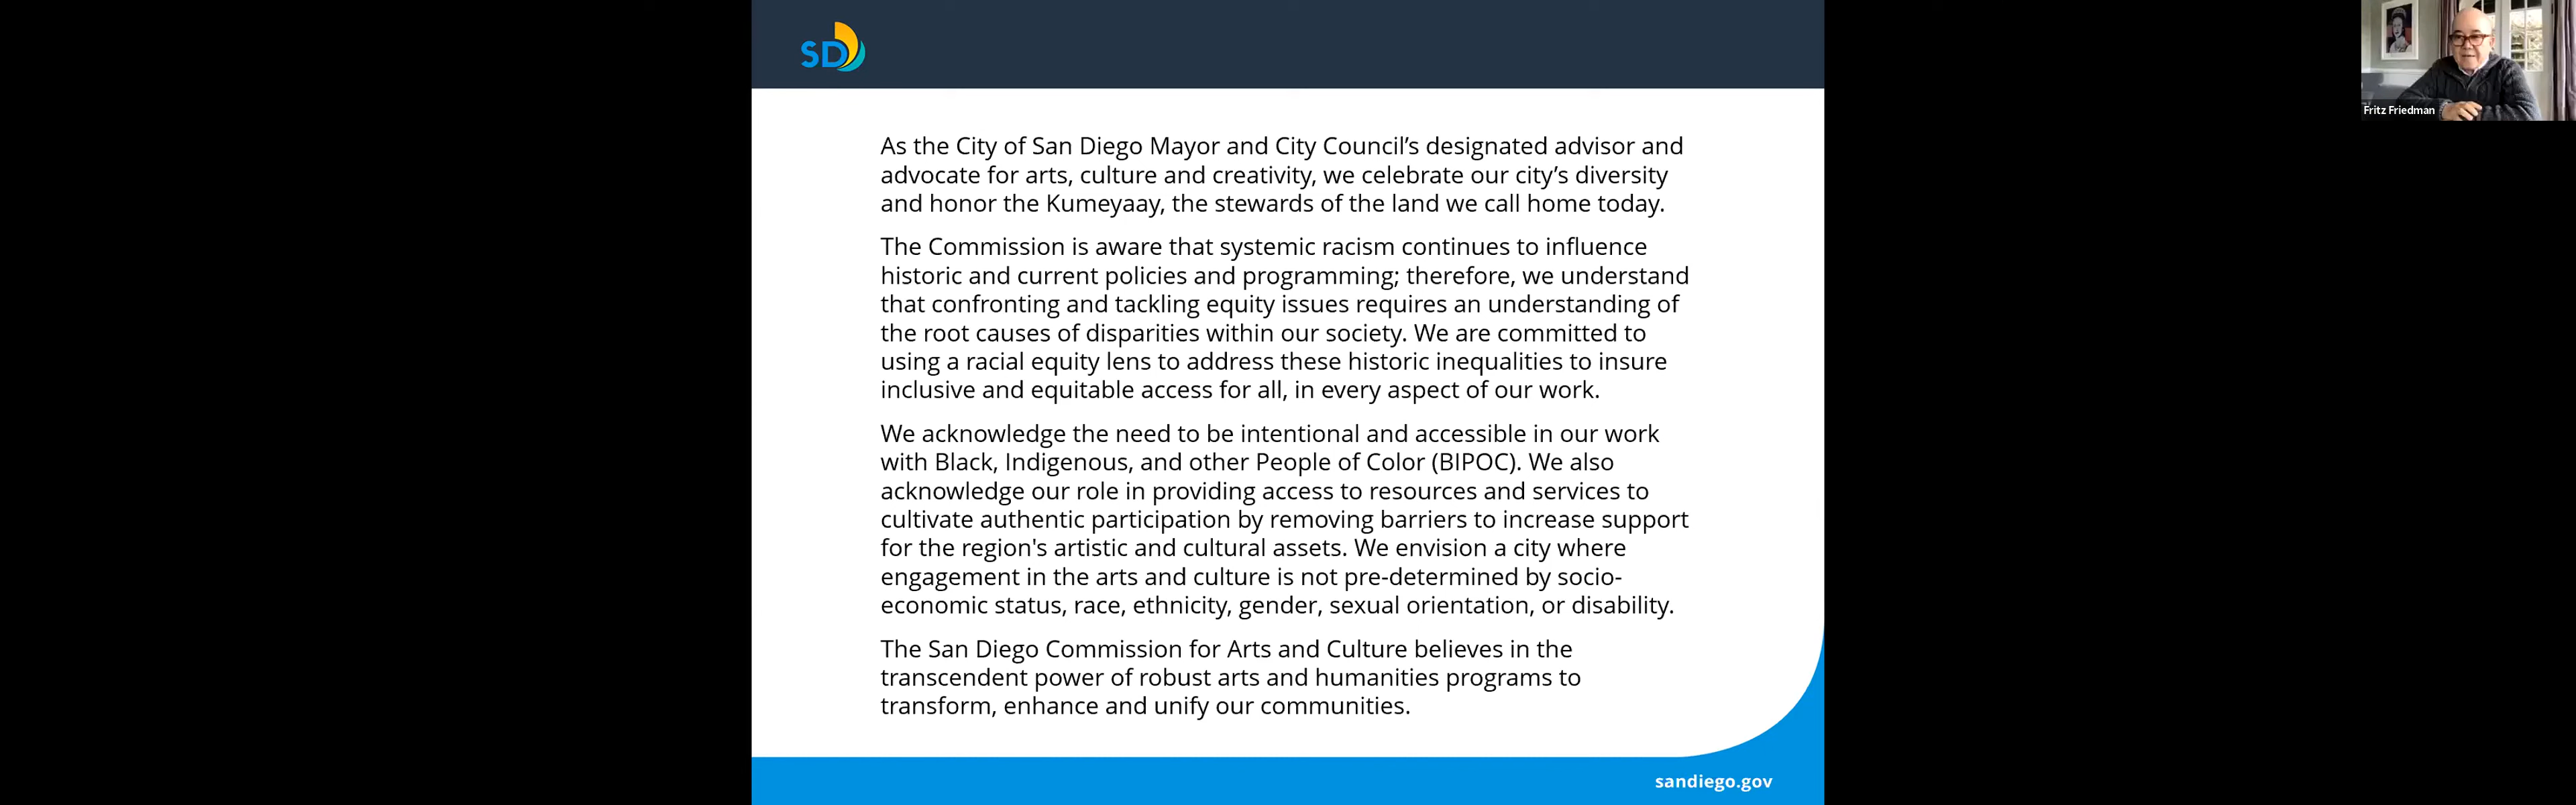 SD
As the City of San Diego Mayor and City Council’s designated advisor and
advocate for arts, culture and creativity, we celebrate our city’s diversity
and honor the Kumeyaay, the stewards of the land we call home today.
The Commission is aware that systemic racism continues to influence
historic and current policies and programming; therefore, we understand
that confronting and tackling equity issues requires an understanding of
the root causes of disparities within our society. We are committed to
using a racial equity lens to address these historic inequalities to insure
inclusive and equitable access for all, in every aspect of our work.
We acknowledge the need to be intentional and accessible in our work
with Black, Indigenous, and other People of Color (BIPOC). We also
acknowledge our role in providing access to resources and services to
cultivate authentic participation by removing barriers to increase support
for the region's artistic and cultural assets. We envision a city where
engagement in the arts and culture is not pre-determined by socio-
economic status, race, ethnicity, gender, sexual orientation, or disability.
The San Diego Commission for Arts and Culture believes in the
transcendent power of robust arts and humanities programs to
transform, enhance and unify our communities.
sandiego.gov
Fritz Friedman